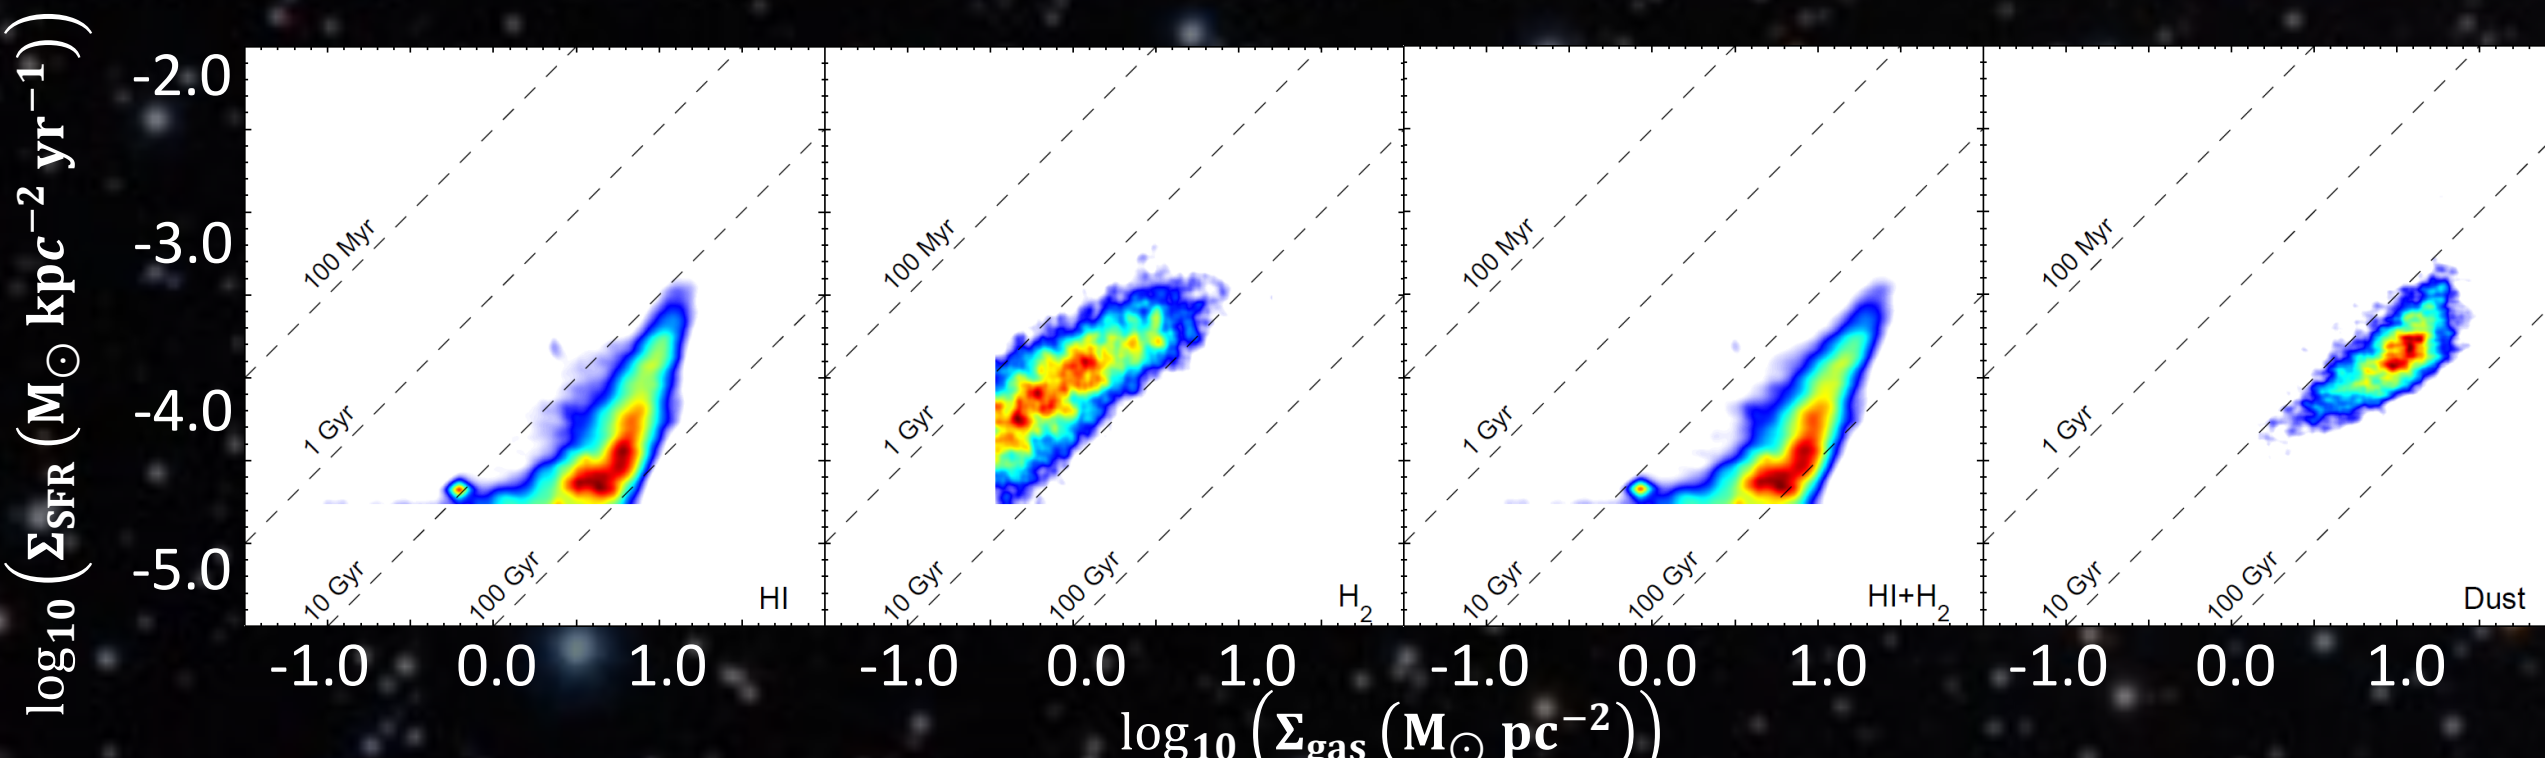 log₁₀ (Σ_SFR (M⊙ kpc⁻² yr⁻¹))
-2.0
-3.0
-4.0
-5.0
100 Myr
1 Gyr
10 Gyr
100 Gyr
HI
100 Myr
1 Gyr
10 Gyr
100 Gyr
H₂
100 Myr
1 Gyr
10 Gyr
100 Gyr
HI+H₂
100 Myr
1 Gyr
10 Gyr
100 Gyr
Dust
-1.0 0.0 1.0 -1.0 0.0 1.0 -1.0 0.0 1.0 -1.0 0.0 1.0
log₁₀ (Σ_gas (M⊙ pc⁻²))